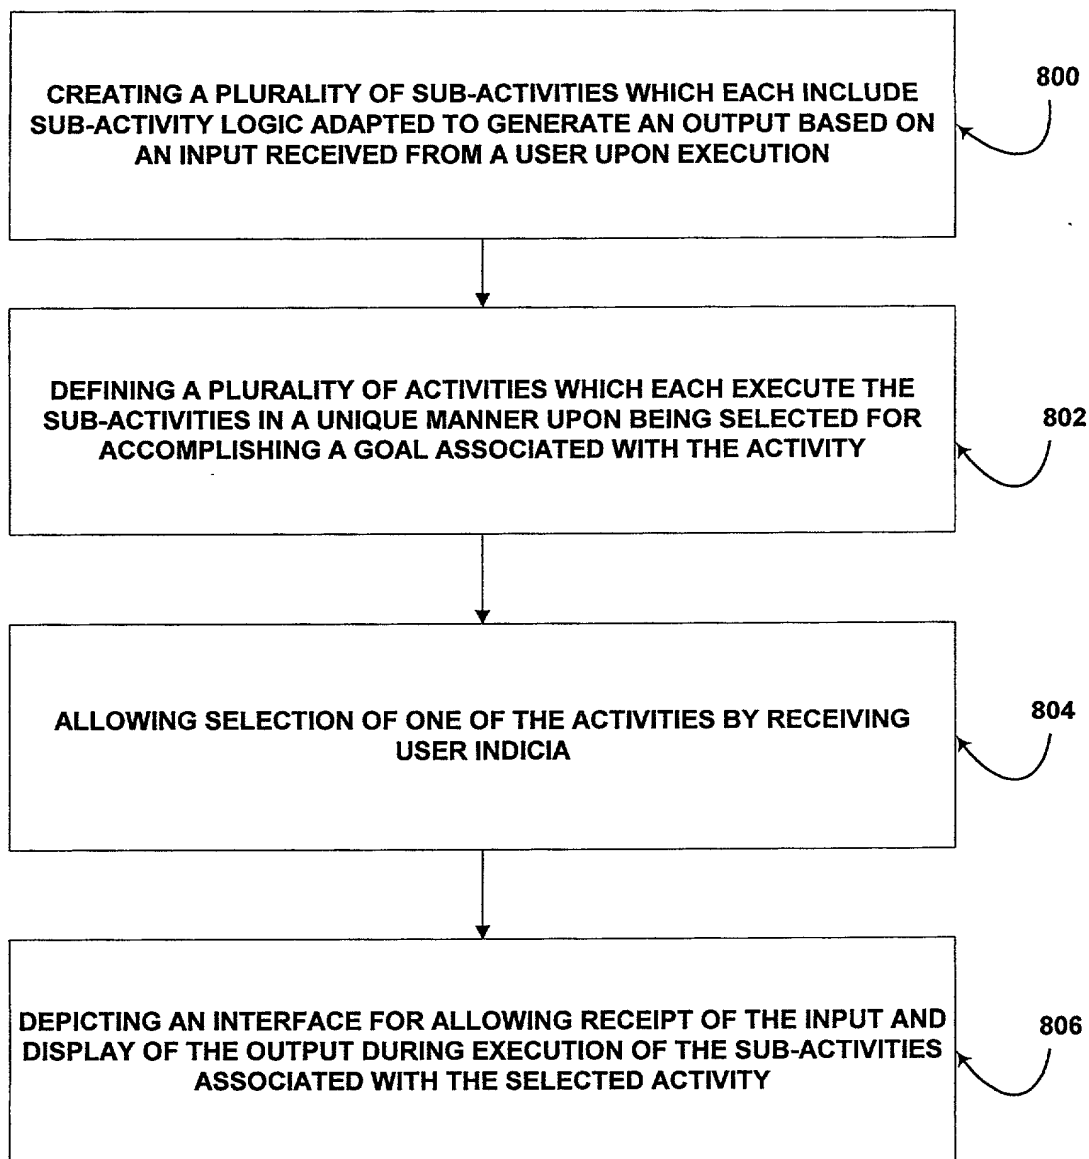 CREATING A PLURALITY OF SUB-ACTIVITIES WHICH EACH INCLUDE
SUB-ACTIVITY LOGIC ADAPTED TO GENERATE AN OUTPUT BASED ON
AN INPUT RECEIVED FROM A USER UPON EXECUTION
800
DEFINING A PLURALITY OF ACTIVITIES WHICH EACH EXECUTE THE
SUB-ACTIVITIES IN A UNIQUE MANNER UPON BEING SELECTED FOR
ACCOMPLISHING A GOAL ASSOCIATED WITH THE ACTIVITY
802
ALLOWING SELECTION OF ONE OF THE ACTIVITIES BY RECEIVING
USER INDICIA
804
DEPICTING AN INTERFACE FOR ALLOWING RECEIPT OF THE INPUT AND
DISPLAY OF THE OUTPUT DURING EXECUTION OF THE SUB-ACTIVITIES
ASSOCIATED WITH THE SELECTED ACTIVITY
806